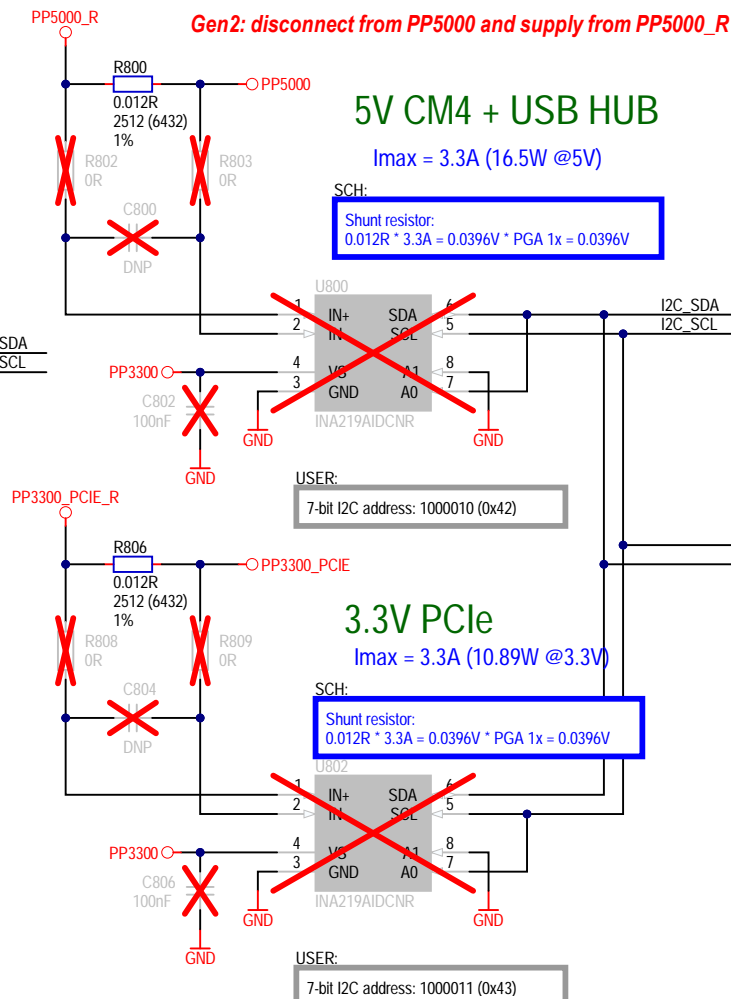 PP5000_R
Gen2: disconnect from PP5000 and supply from PP5000_R
R800
PP5000
0.012R
2512 (6432)
1%
5V CM4 + USB HUB
Imax = 3.3A (16.5W @5V)
R802
0R
R803
0R
SCH:
Shunt resistor:
0.012R * 3.3A = 0.0396V * PGA 1x = 0.0396V
C800
DNP
U800
1 IN+ SDA 6
2 IN- SCL 5
4 VS A1 8
3 GND A0 7
INA219AIDCNR
I2C_SDA
I2C_SCL
SDA
SCL
PP3300
C802
100nF
GND
GND
GND
USER:
7-bit I2C address: 1000010 (0x42)
PP3300_PCIE_R
R806
PP3300_PCIE
0.012R
2512 (6432)
1%
3.3V PCIe
Imax = 3.3A (10.89W @3.3V)
R808
0R
R809
0R
SCH:
Shunt resistor:
0.012R * 3.3A = 0.0396V * PGA 1x = 0.0396V
C804
DNP
U802
1 IN+ SDA 6
2 IN- SCL 5
4 VS A1 8
3 GND A0 7
INA219AIDCNR
PP3300
C806
100nF
GND
GND
GND
USER:
7-bit I2C address: 1000011 (0x43)